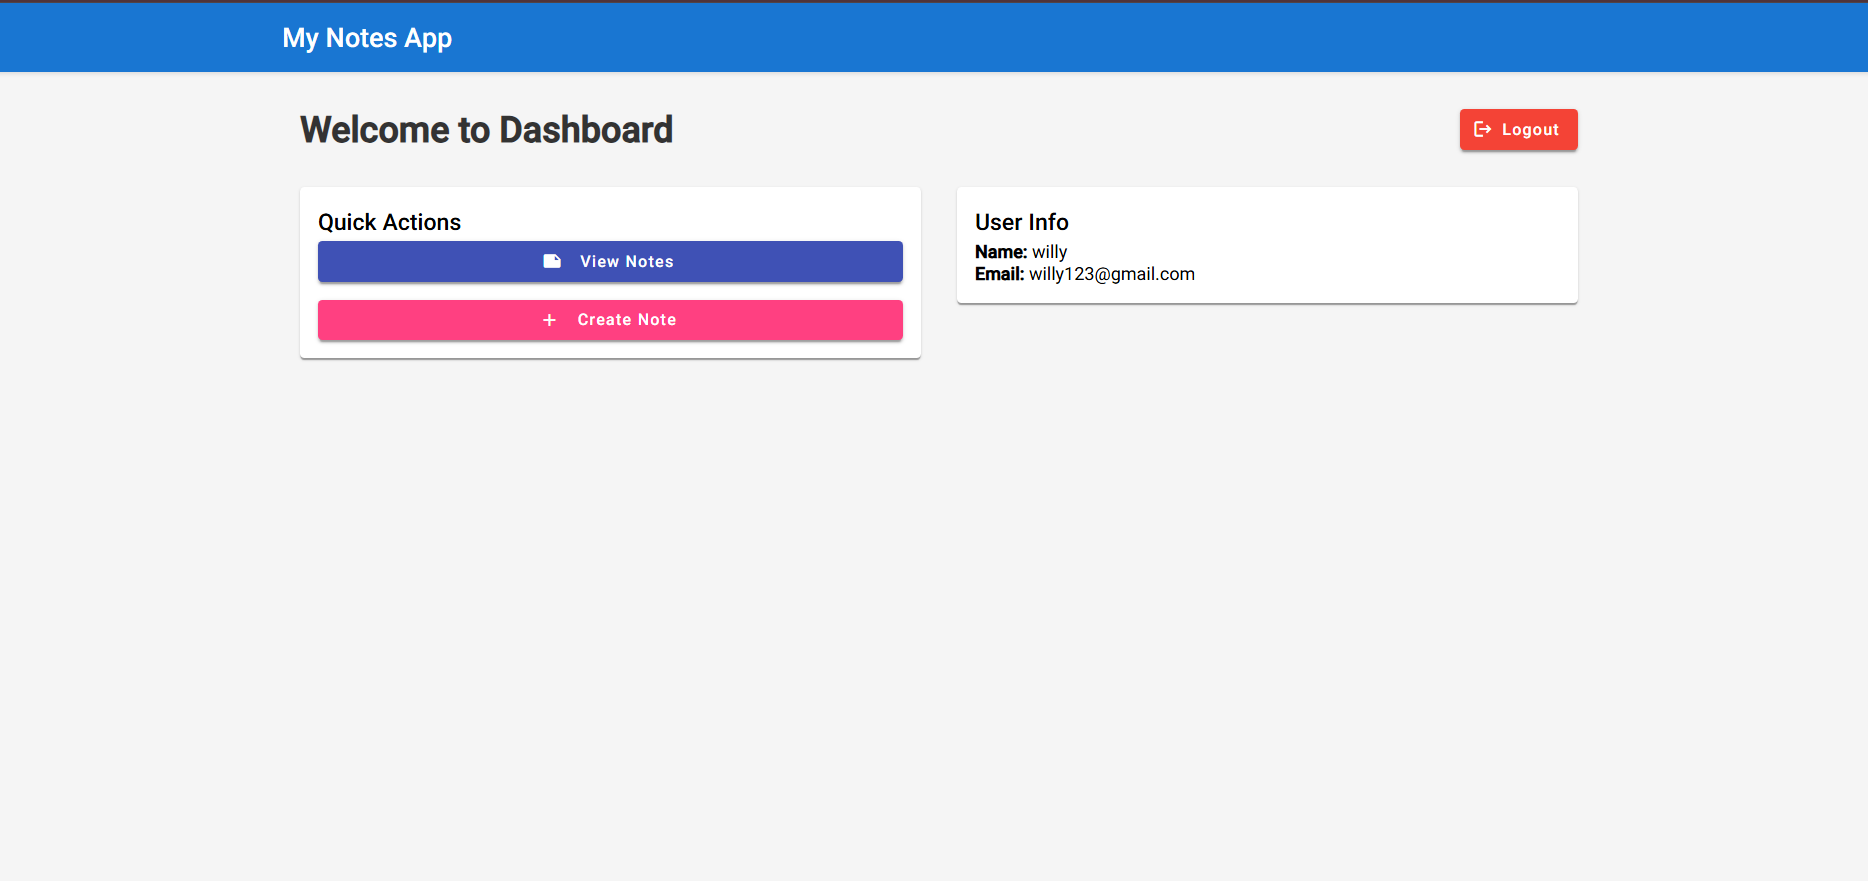 My Notes App
Welcome to Dashboard
Logout
Quick Actions
View Notes
Create Note
User Info
Name: willy
Email: willy123@gmail.com